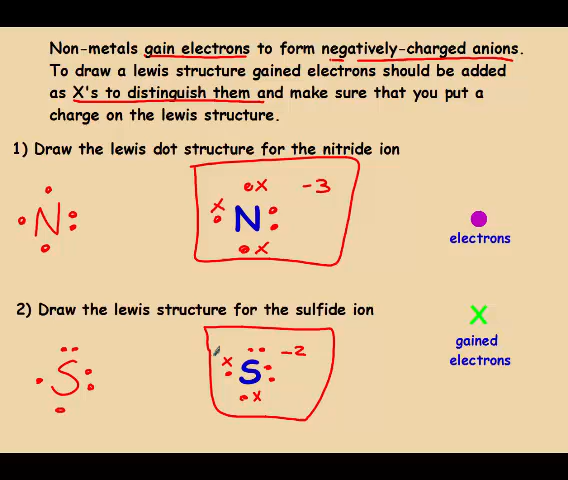 Non-metals gain electrons to form negatively-charged anions.
To draw a lewis structure gained electrons should be added
as X's to distinguish them and make sure that you put a
charge on the lewis structure.
1) Draw the lewis dot structure for the nitride ion
N
x
x
N
x
-3
electrons
2) Draw the lewis structure for the sulfide ion
S
x
S
x
-2
X
gained
electrons